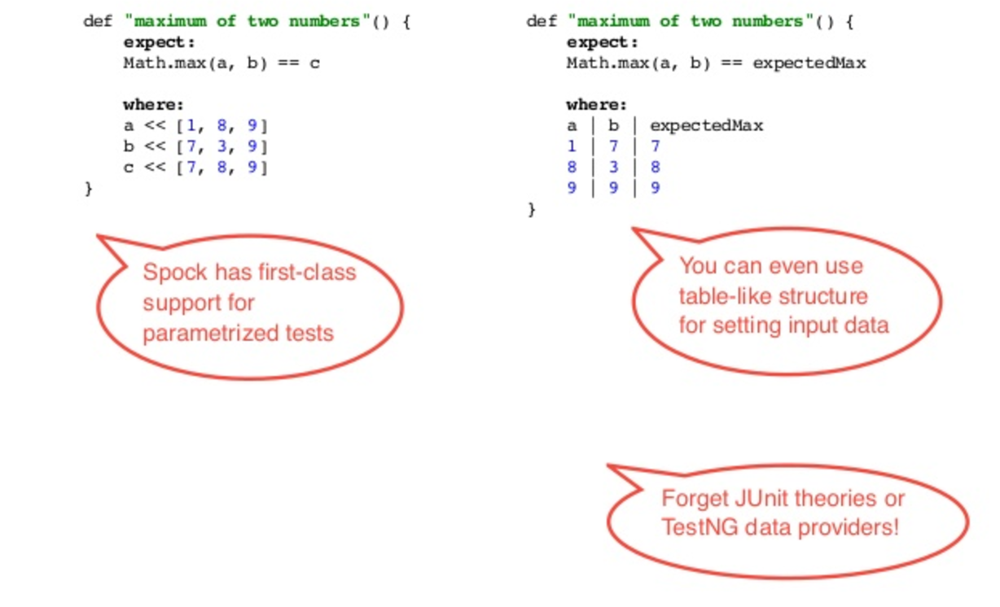 def "maximum of two numbers"() {
    expect:
    Math.max(a, b) == c

    where:
    a << [1, 8, 9]
    b << [7, 3, 9]
    c << [7, 8, 9]
}
Spock has first-class
support for
parametrized tests
def "maximum of two numbers"() {
    expect:
    Math.max(a, b) == expectedMax

    where:
    a | b | expectedMax
    1 | 7 | 7
    8 | 3 | 8
    9 | 9 | 9
}
You can even use
table-like structure
for setting input data
Forget JUnit theories or
TestNG data providers!